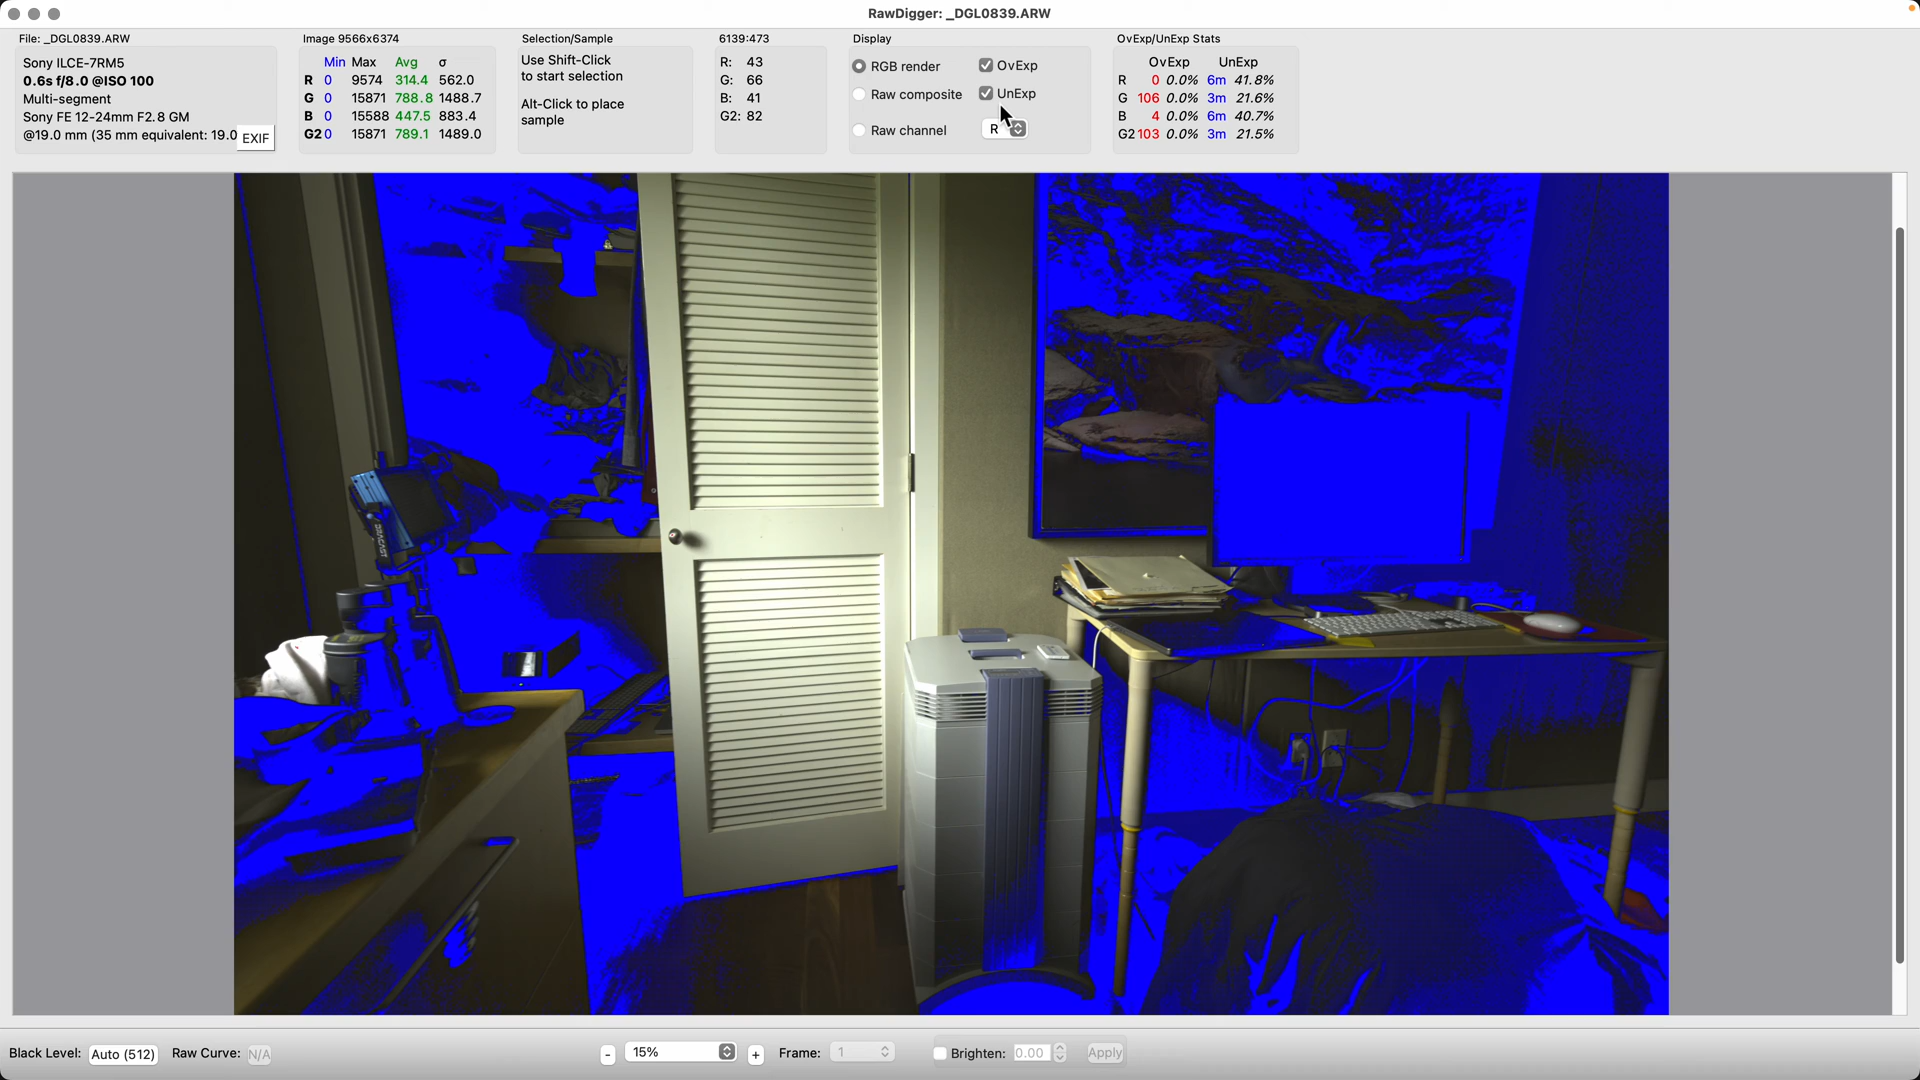 RawDigger: _DGL0839.ARW
File: _DGL0839.ARW
Sony ILCE-7RM5
0.6s f/8.0 @ISO 100
Multi-segment
Sony FE 12-24mm F2.8 GM
@19.0 mm (35 mm equivalent: 19.0
EXIF
Image 9566x6374
Min Max Avg σ
R 0 9574 314.4 562.0
G 0 15871 788.8 1488.7
B 0 15588 447.5 883.4
G2 0 15871 789.1 1489.0
Selection/Sample
Use Shift-Click
to start selection
Alt-Click to place
sample
6139:473
R: 43
G: 66
B: 41
G2: 82
Display
RGB render
OvExp
Raw composite
UnExp
Raw channel
R
OvExp/UnExp Stats
OvExp UnExp
R 0 0.0% 6m 41.8%
G 106 0.0% 3m 21.6%
B 4 0.0% 6m 40.7%
G2 103 0.0% 3m 21.5%
DRACAST
Black Level: Auto (512) Raw Curve: N/A - 15% + Frame: 1 Brighten: 0.00 Apply